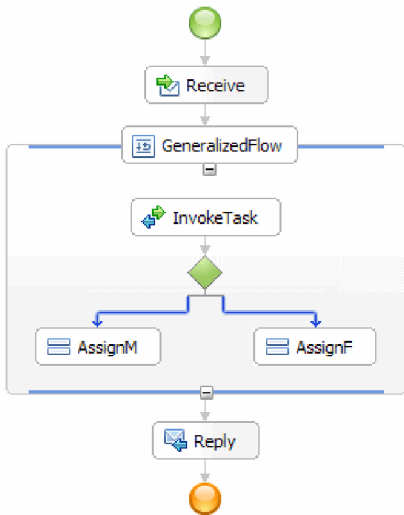 Receive
GeneralizedFlow
InvokeTask
AssignM
AssignF
Reply